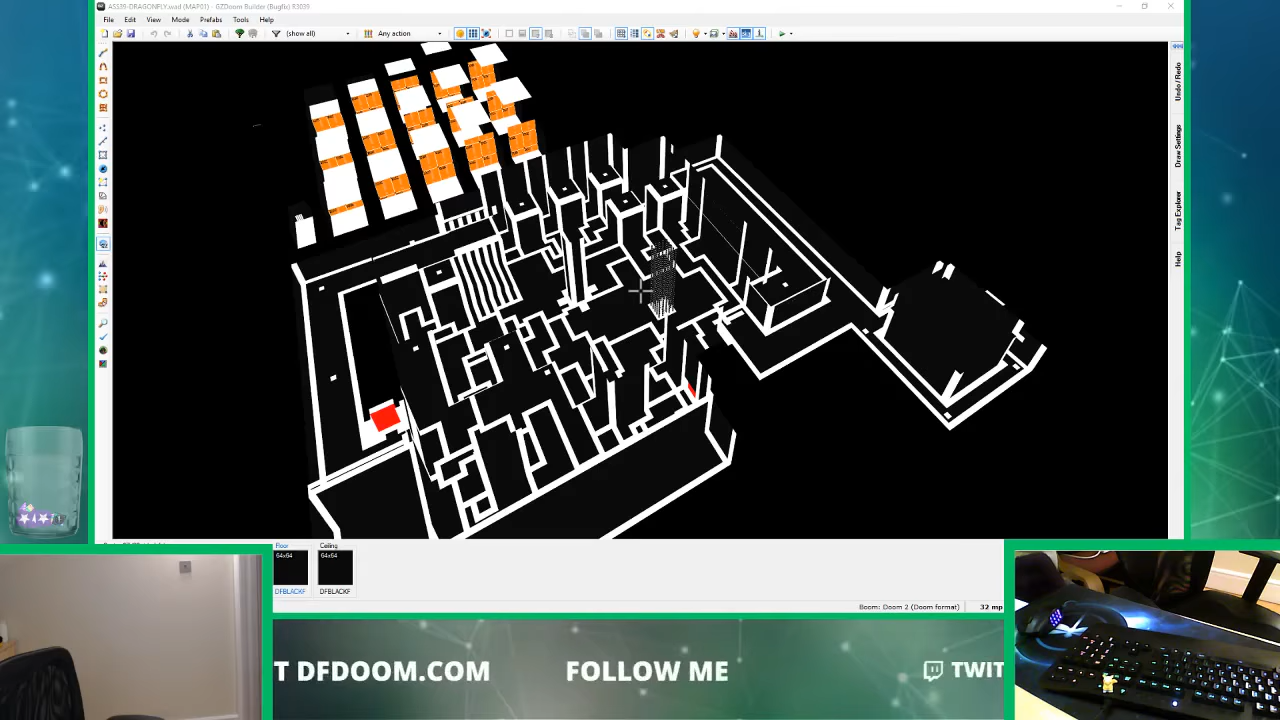 ASS39-DRAGONFLY.wad (MAP01) - GZDoom Builder (Bugfix) R3039
File Edit View Mode Prefabs Tools Help
(show all) Any action
Undo / Redo
Draw Settings
Tag Explorer
Help
Floor Ceiling
64x64 64x64
DFBLACKF DFBLACKF
Boom: Doom 2 (Doom format) 32 mp
T DFDOOM.COM FOLLOW ME TWIT